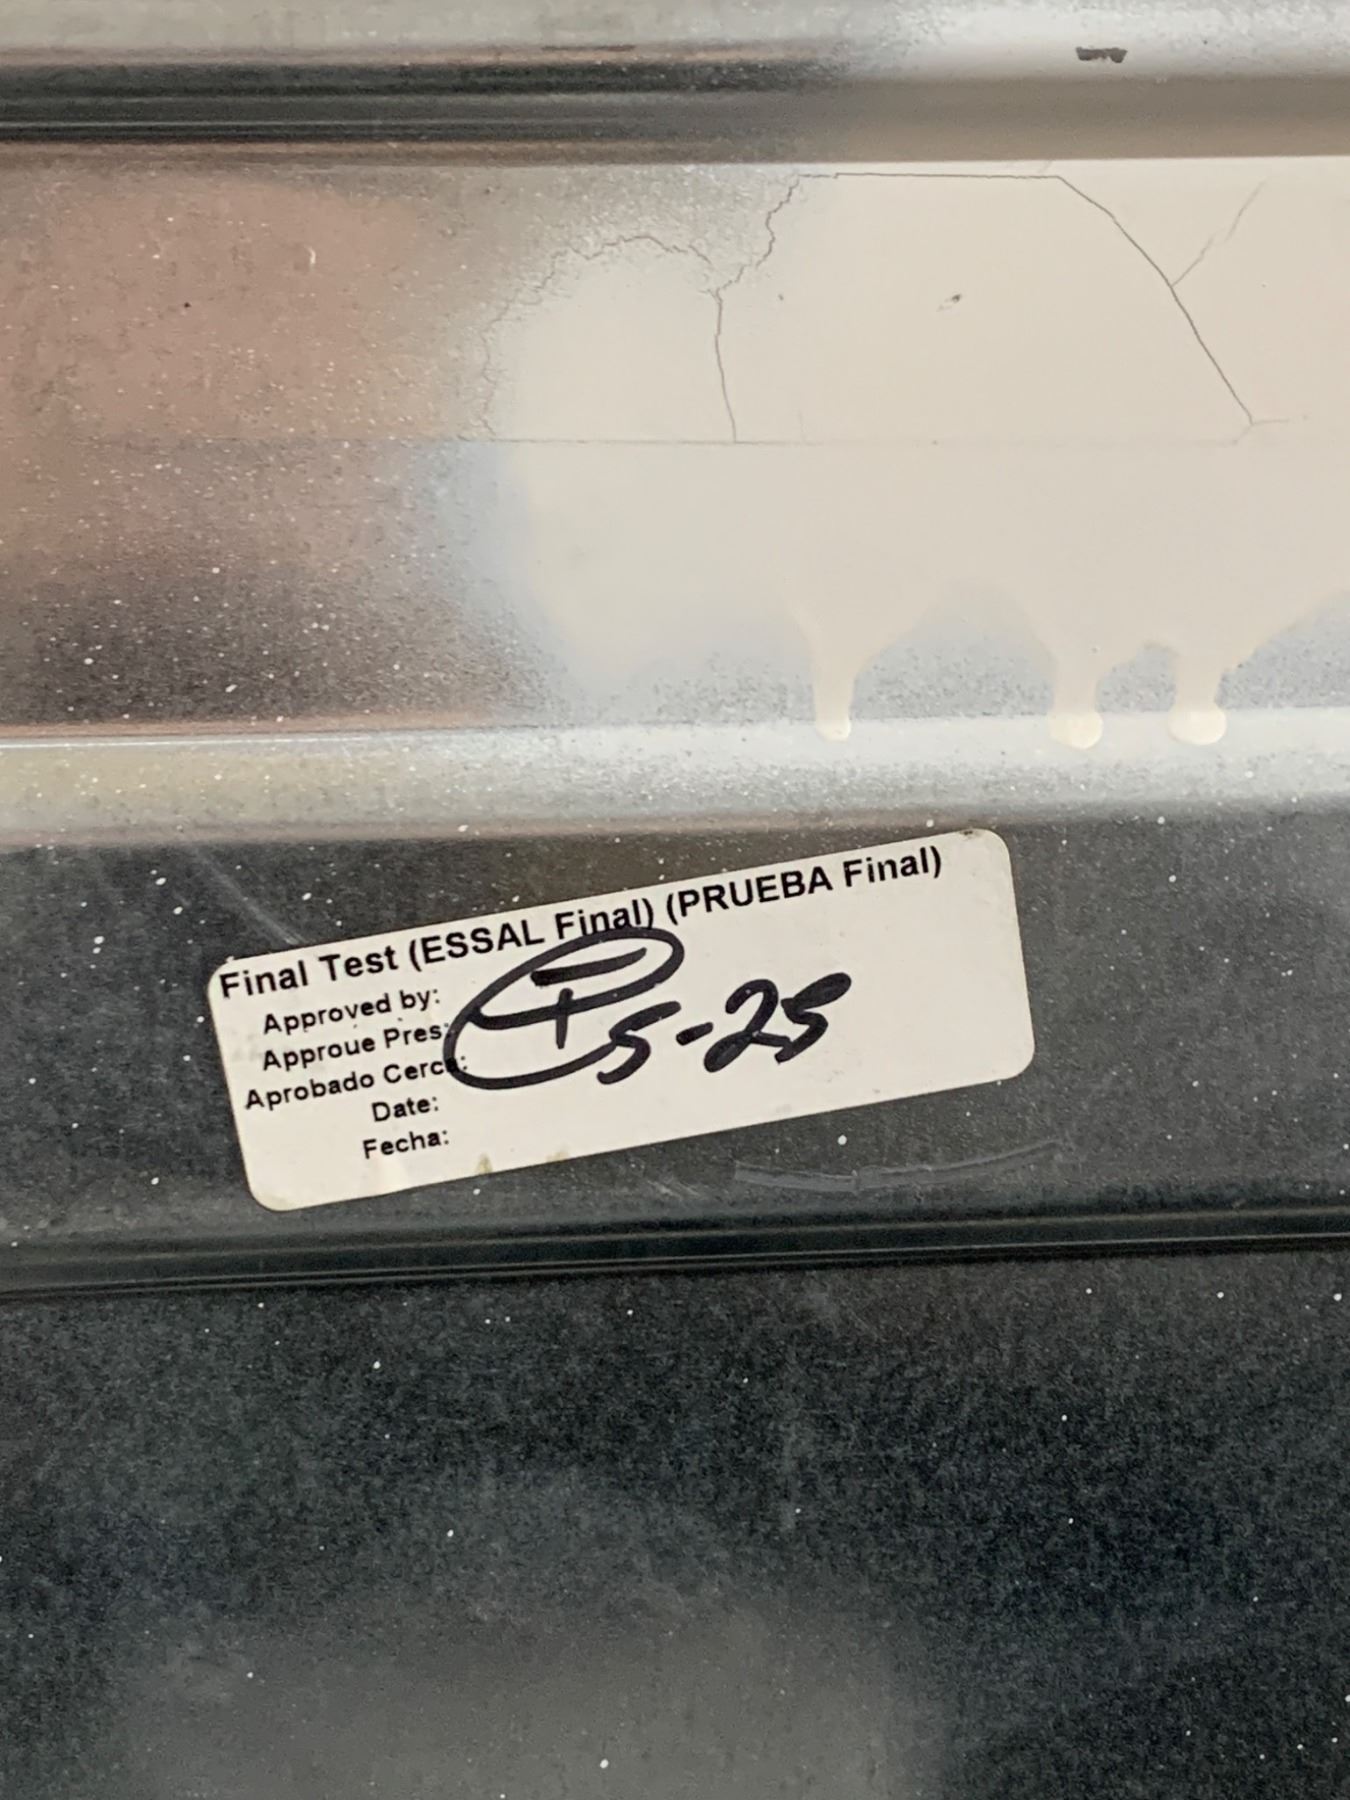 Final Test (ESSAL Final) (PRUEBA Final)
Approved by:
Approue Pres:
Aprobado Cerca:
5-25
Date:
Fecha: